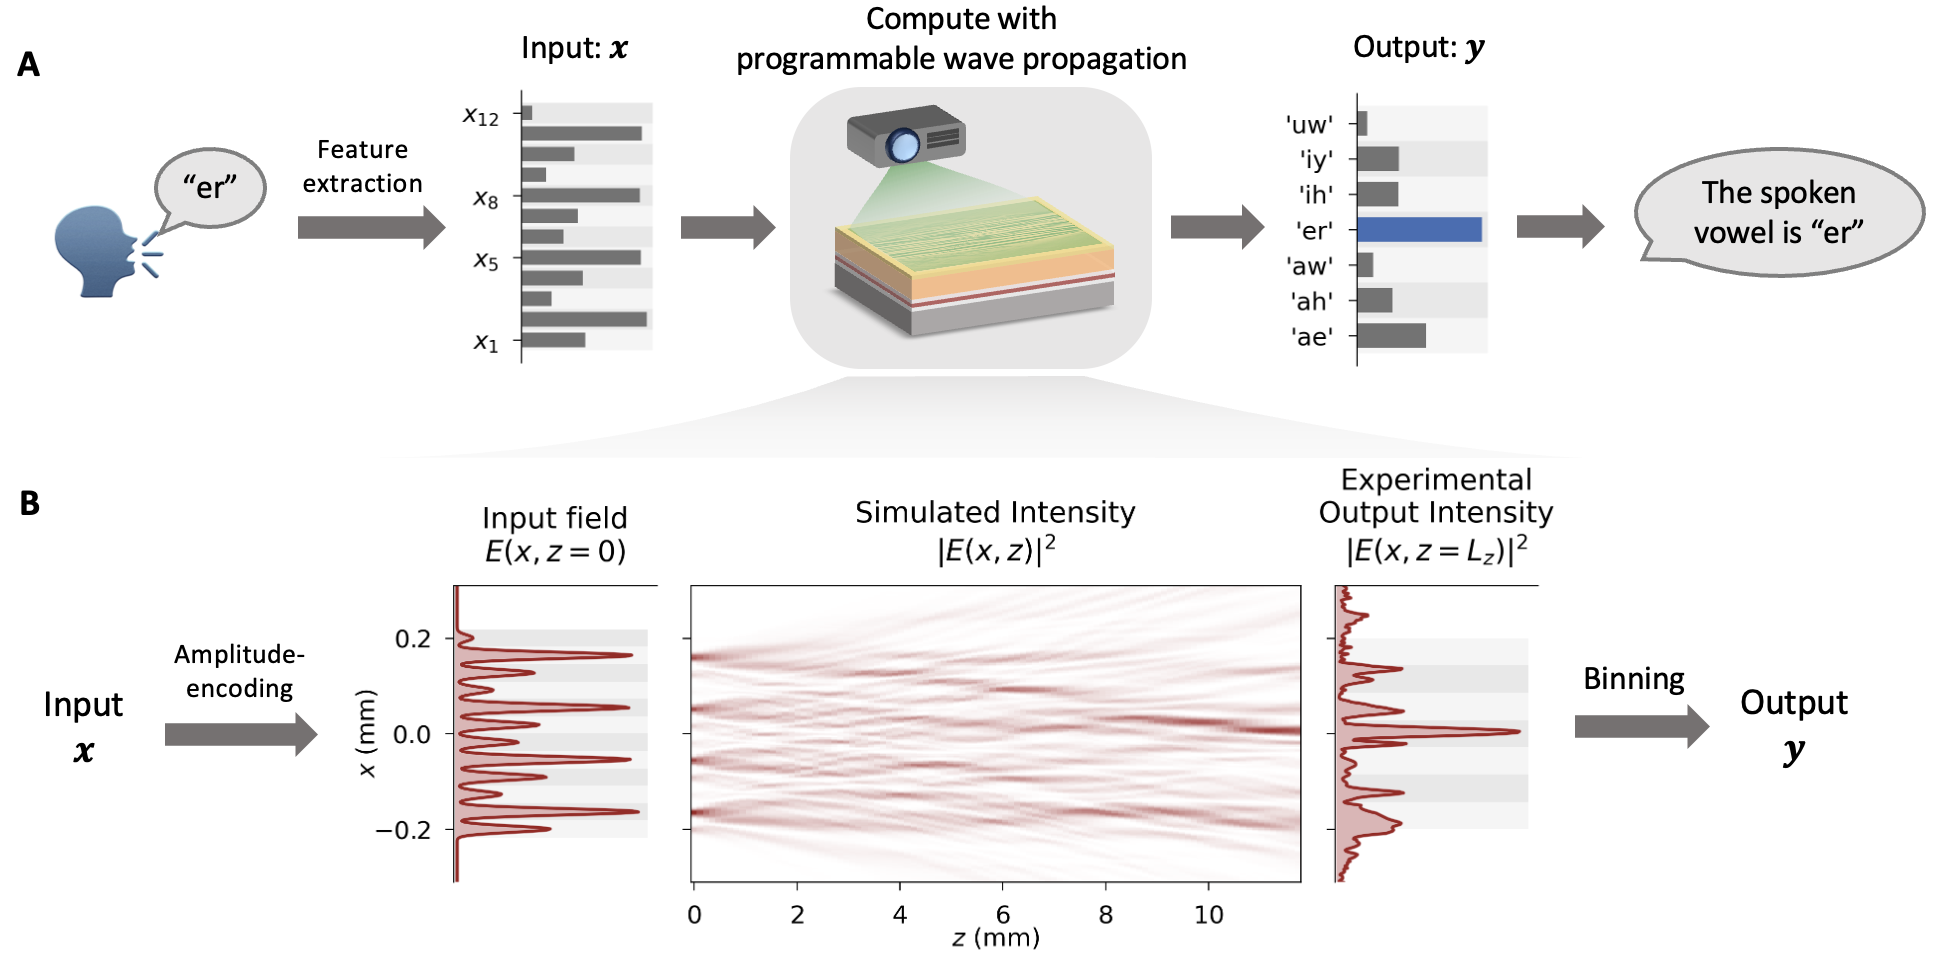 A
Input: x
Compute with
programmable wave propagation
Output: y
“er”
Feature
extraction
x12
x8
x5
x1
'uw'
'iy'
'ih'
'er'
'aw'
'ah'
'ae'
The spoken
vowel is “er”
B
Input
x
Amplitude-
encoding
Input field
E(x, z = 0)
x (mm)
0.2
0.0
−0.2
Simulated Intensity
|E(x, z)|²
0 2 4 6 8 10
z (mm)
Experimental
Output Intensity
|E(x, z = Lz)|²
Binning
Output
y